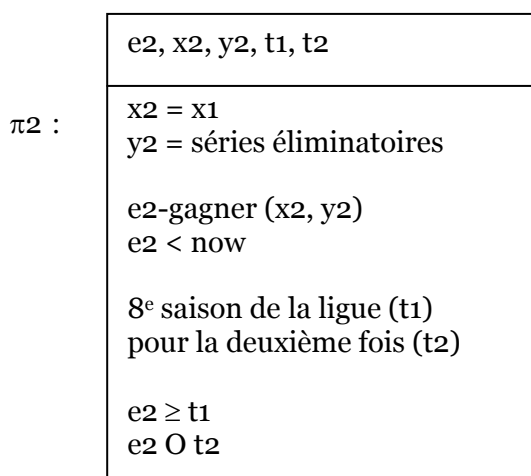 e2, x2, y2, t1, t2
π2 :
x2 = x1
y2 = séries éliminatoires
e2-gagner (x2, y2)
e2 < now
8e saison de la ligue (t1)
pour la deuxième fois (t2)
e2 ≥ t1
e2 O t2